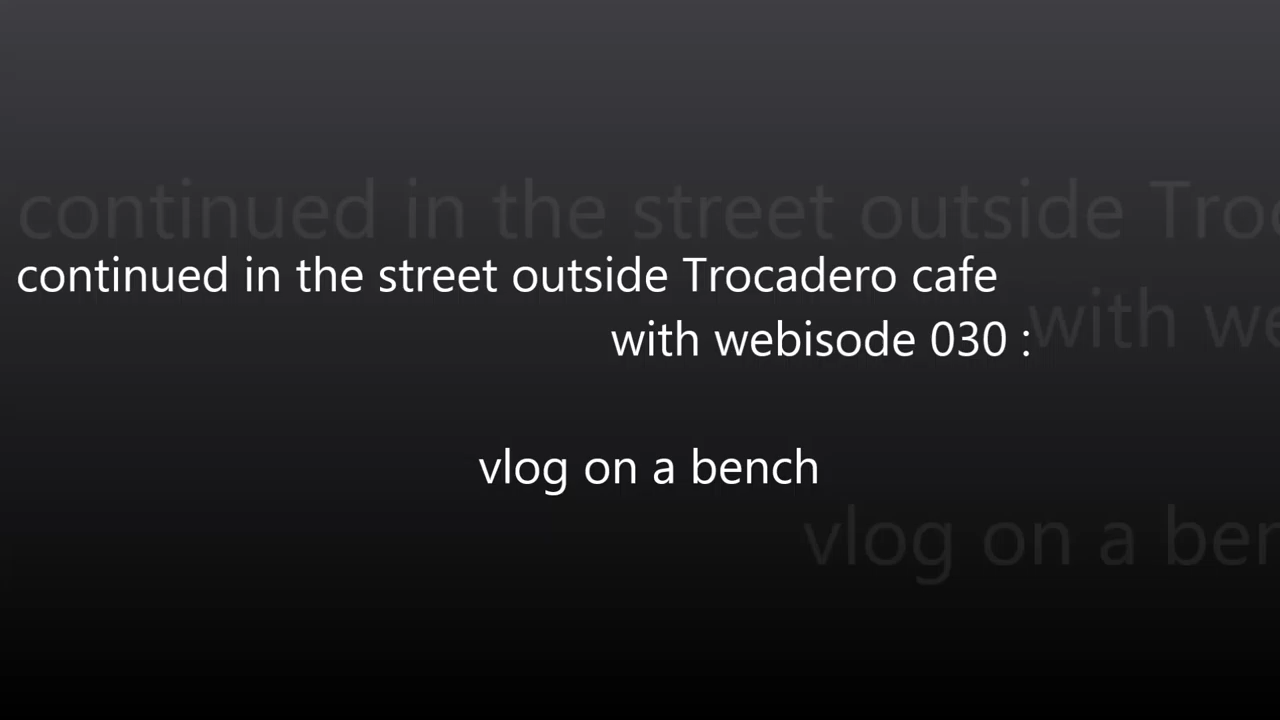 continued in the street outside Trocadero cafe
with webisode 030 :
vlog on a bench